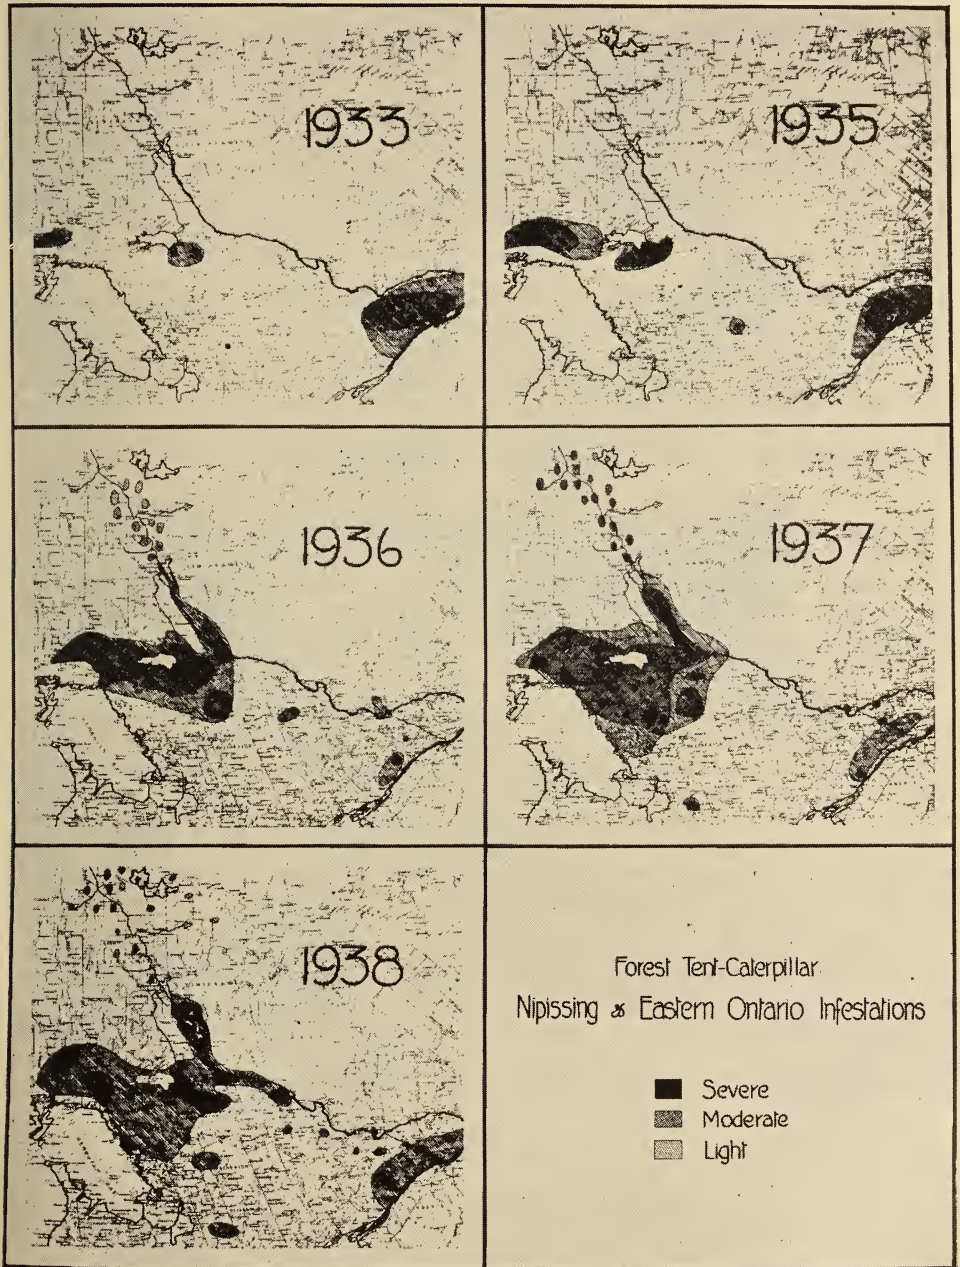 1933
1935
1936
1937
1938
Forest Tent-Caterpillar
Nipissing & Eastern Ontario Infestations
Severe
Moderate
Light